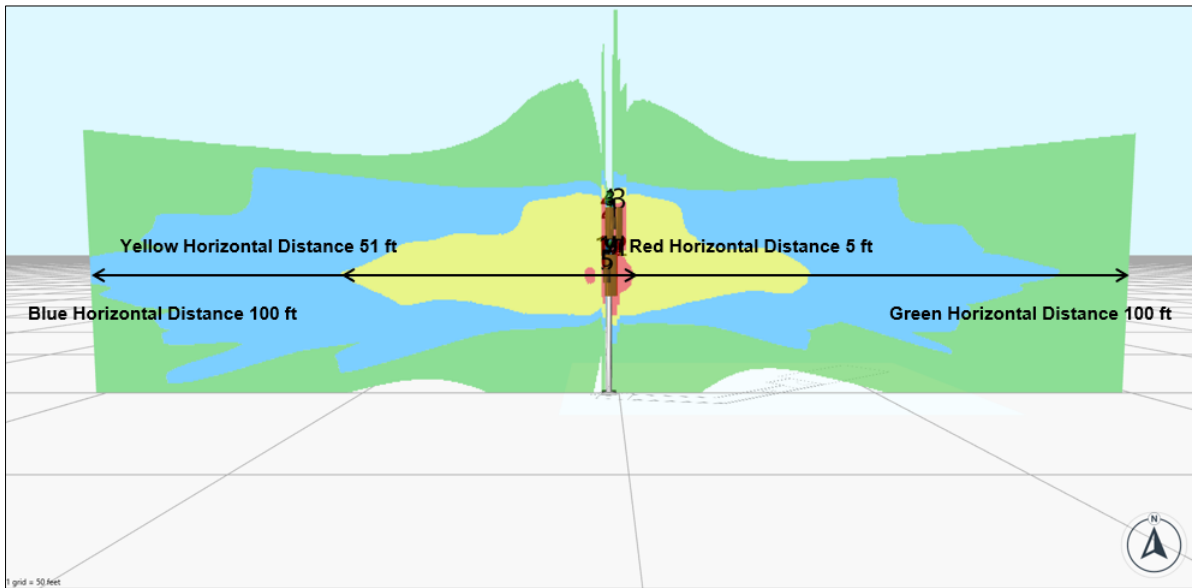 Yellow Horizontal Distance 51 ft
Red Horizontal Distance 5 ft
Blue Horizontal Distance 100 ft
Green Horizontal Distance 100 ft
N
1 grid = 50 feet